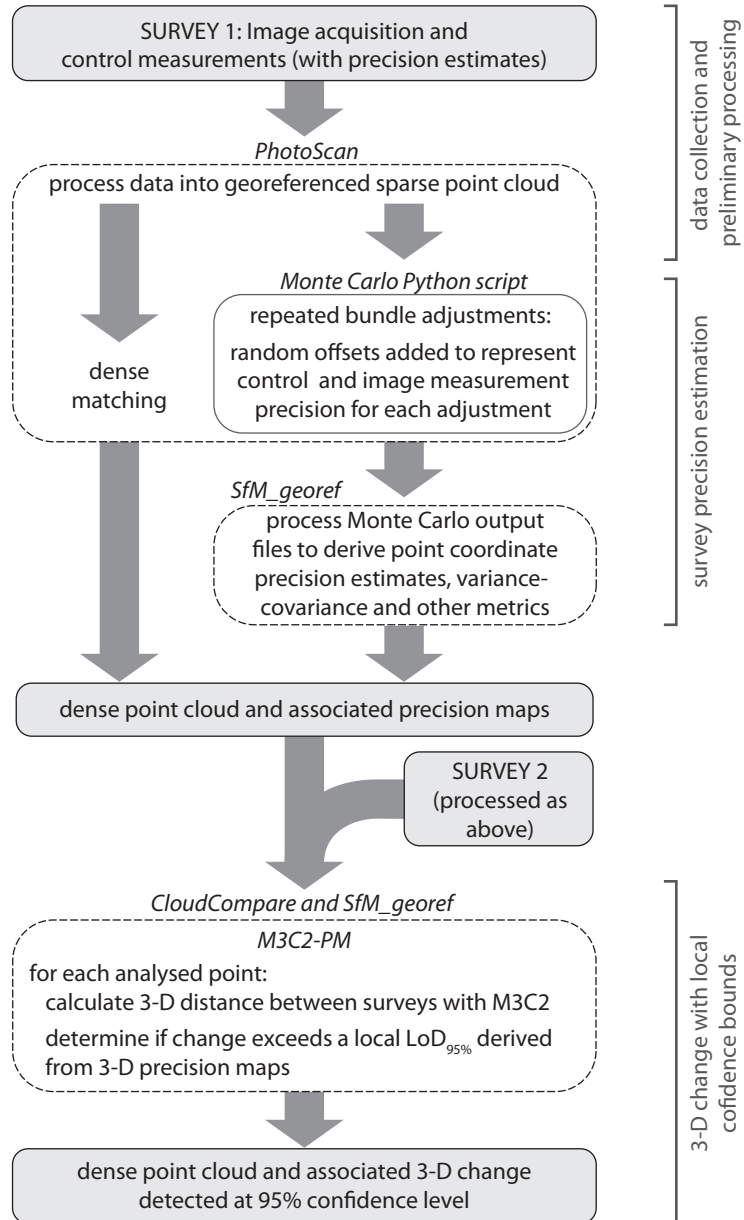 SURVEY 1: Image acquisition and
control measurements (with precision estimates)
PhotoScan
process data into georeferenced sparse point cloud
Monte Carlo Python script
repeated bundle adjustments:
random offsets added to represent
control and image measurement
precision for each adjustment
dense
matching
SfM_georef
process Monte Carlo output
files to derive point coordinate
precision estimates, variance-
covariance and other metrics
dense point cloud and associated precision maps
SURVEY 2
(processed as
above)
CloudCompare and SfM_georef
M3C2-PM
for each analysed point:
calculate 3-D distance between surveys with M3C2
determine if change exceeds a local LoD95% derived
from 3-D precision maps
dense point cloud and associated 3-D change
detected at 95% confidence level
data collection and
preliminary processing
survey precision estimation
3-D change with local
cofidence bounds